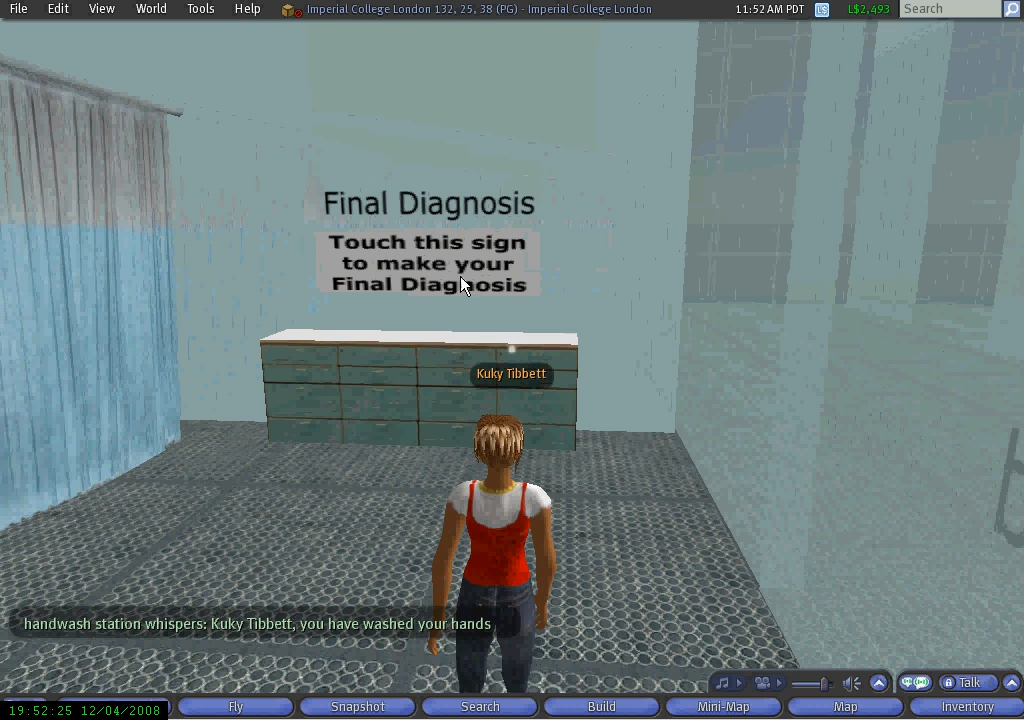 File Edit View World Tools Help Imperial College London 132, 25, 38 (PG) - Imperial College London 11:52 AM PDT L$ L$2,493 Search
Final Diagnosis
Touch this sign
to make your
Final Diagnosis
Kuky Tibbett
handwash station whispers: Kuky Tibbett, you have washed your hands
Talk
19:52:25 12/04/2008 Fly Snapshot Search Build Mini-Map Map Inventory